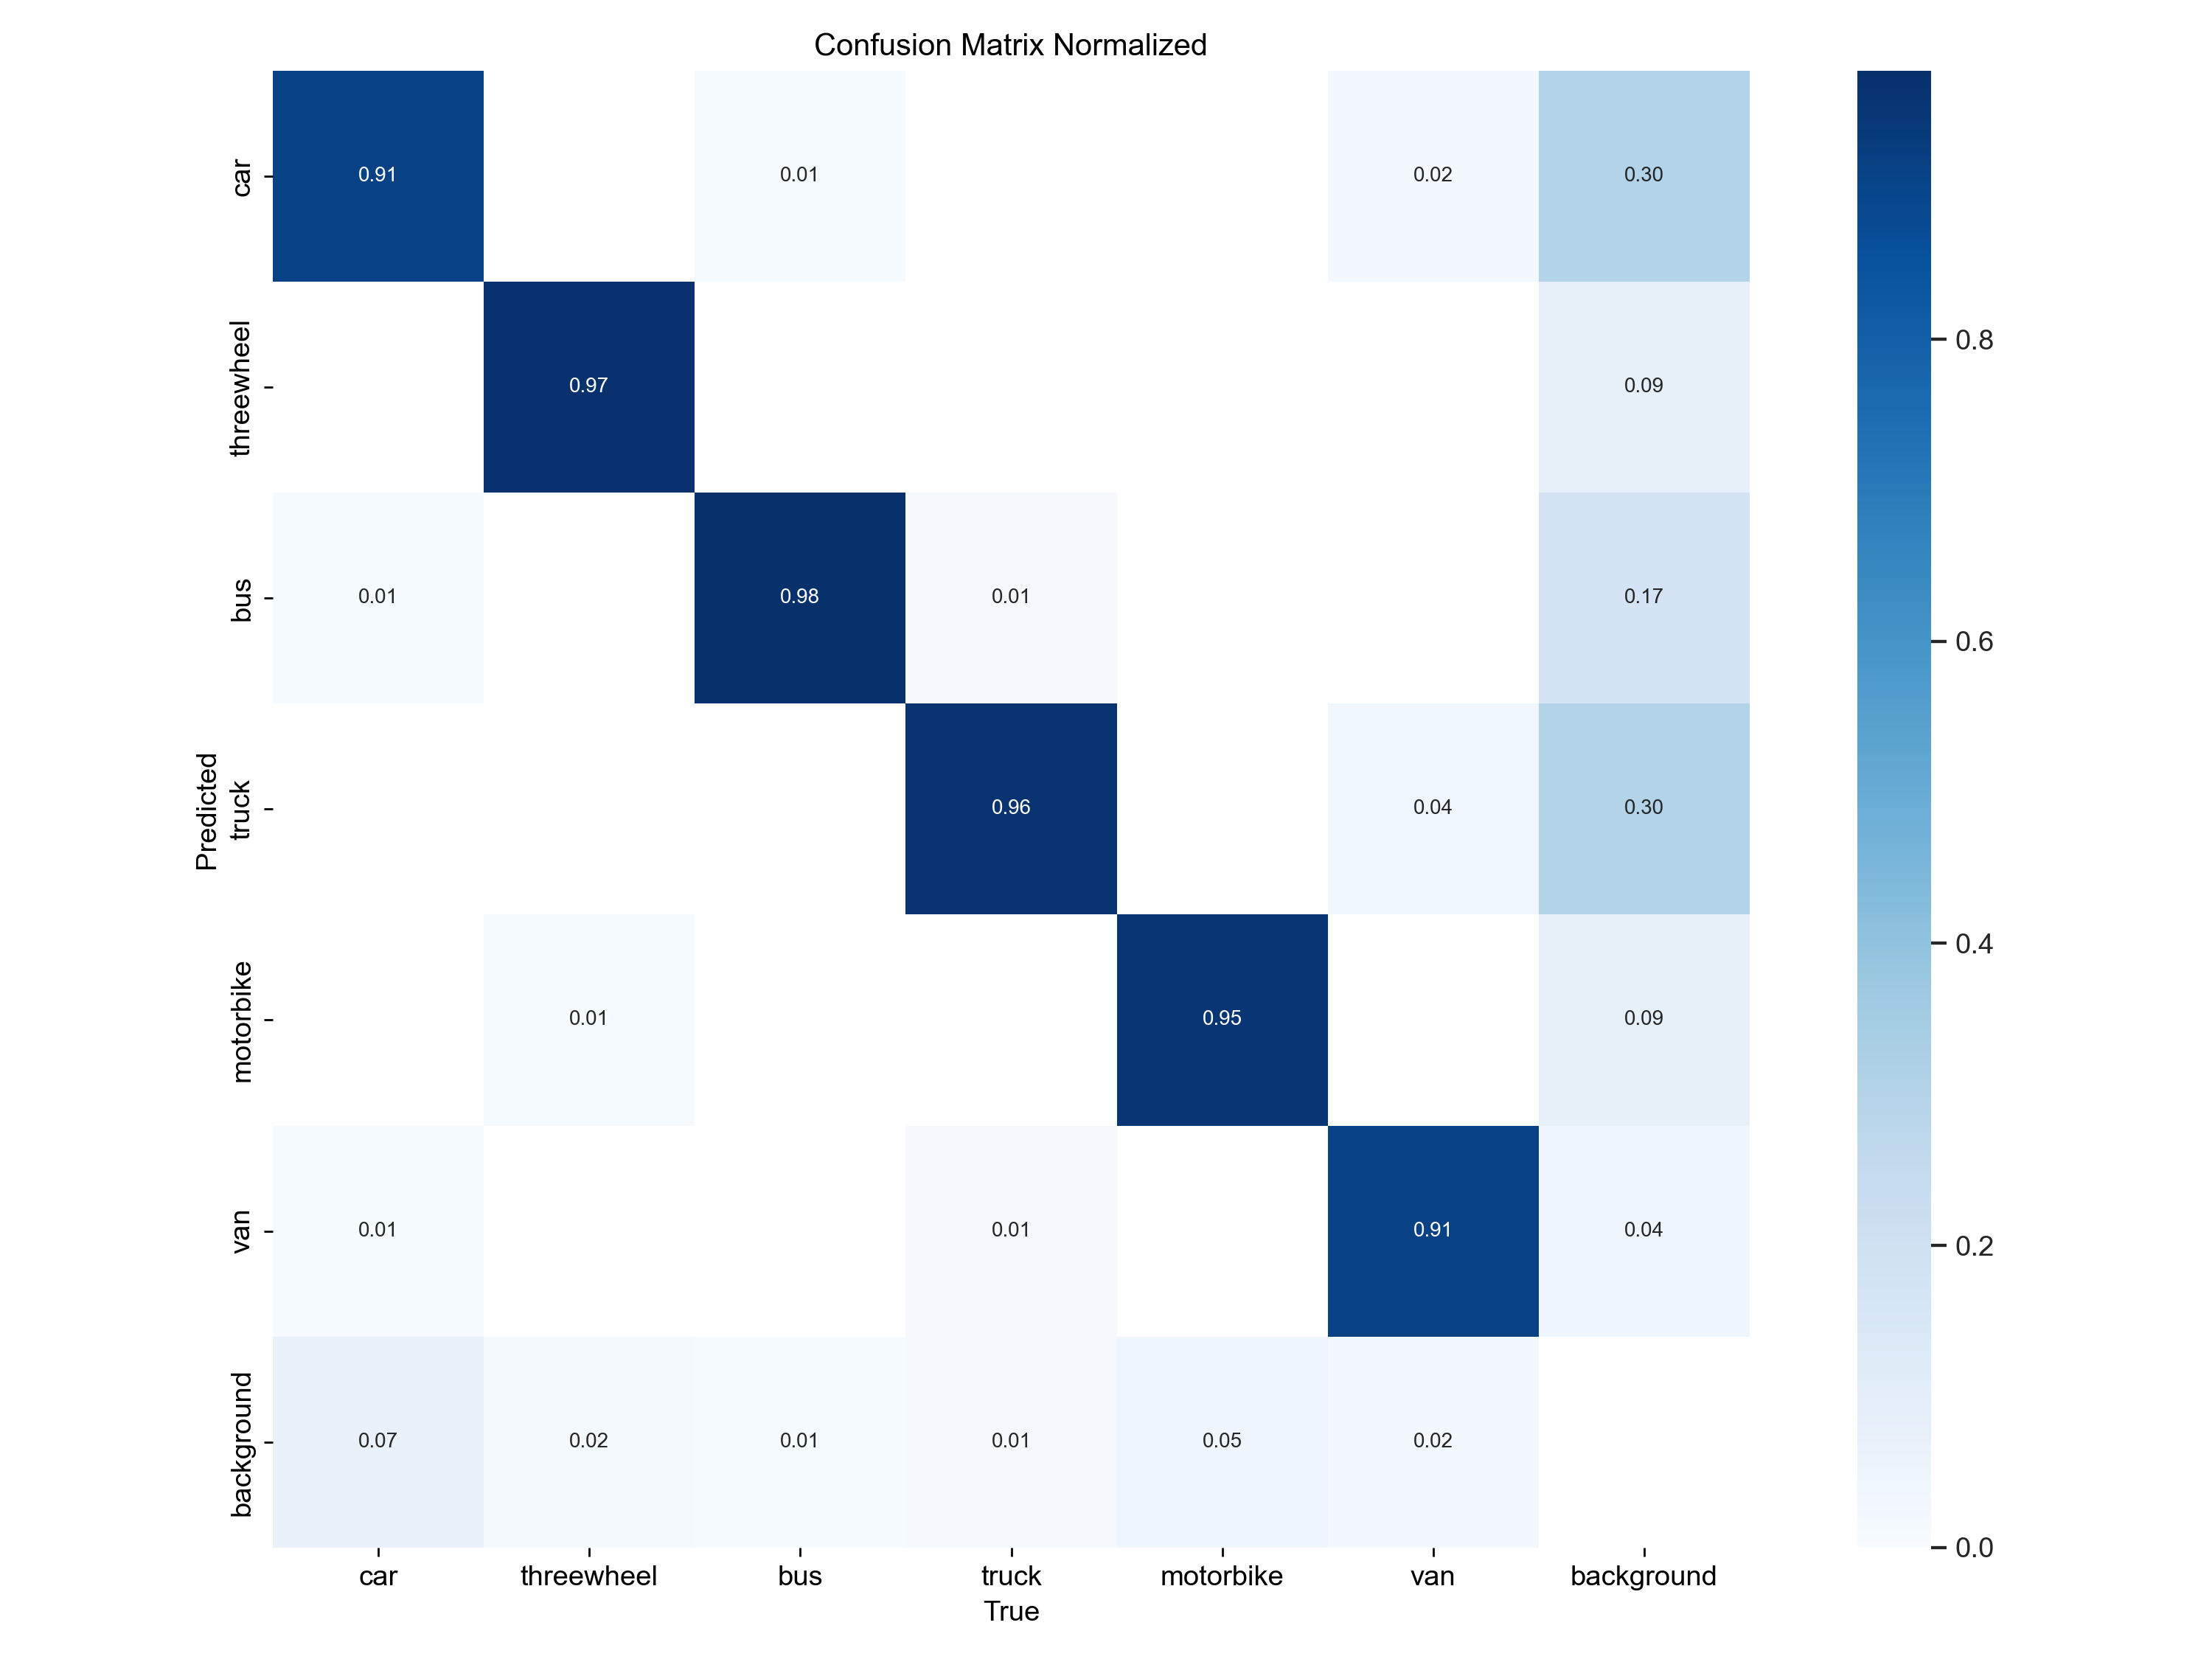 Confusion Matrix Normalized
car 0.91 0.01 0.02 0.30
threewheel 0.97 0.09
bus 0.01 0.98 0.01 0.17
truck 0.96 0.04 0.30
motorbike 0.01 0.95 0.09
van 0.01 0.01 0.91 0.04
background 0.07 0.02 0.01 0.01 0.05 0.02
Predicted
car threewheel bus truck motorbike van background
True
0.8
0.6
0.4
0.2
0.0